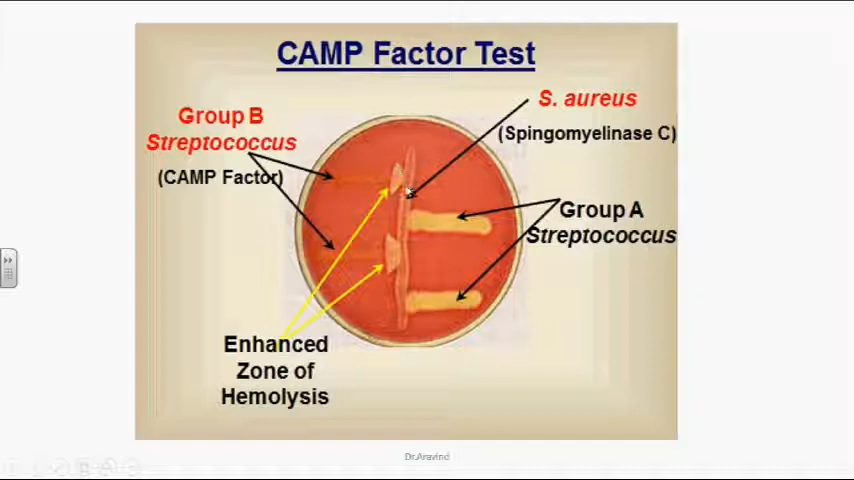 CAMP Factor Test
Group B
Streptococcus
(CAMP Factor)
S. aureus
(Spingomyelinase C)
Group A
Streptococcus
Enhanced
Zone of
Hemolysis
Dr.Aravind